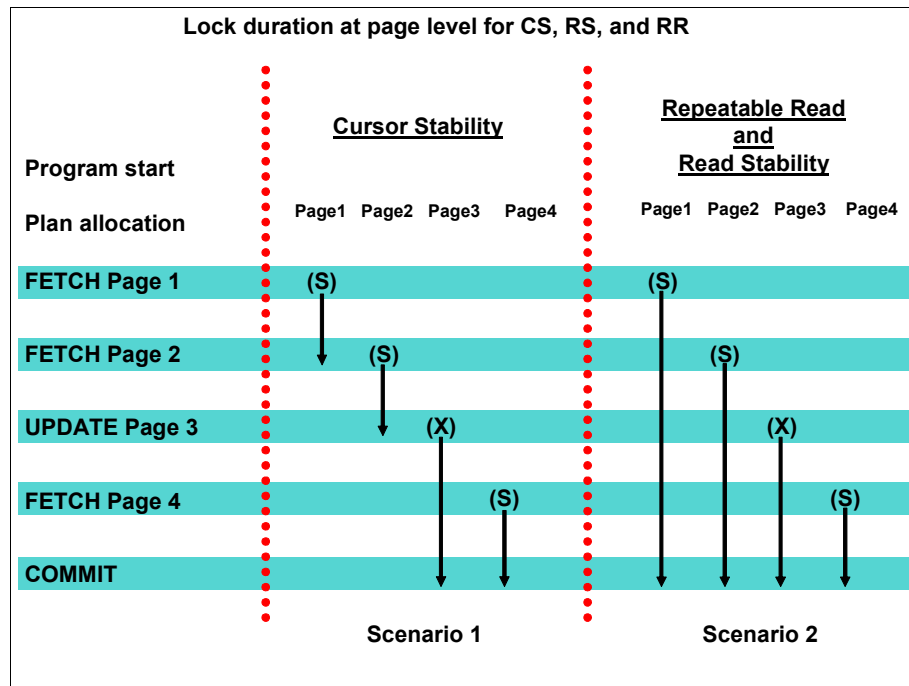 Lock duration at page level for CS, RS, and RR
Cursor Stability
Repeatable Read
and
Read Stability
Program start
Plan allocation
Page1 Page2 Page3 Page4
Page1 Page2 Page3 Page4
FETCH Page 1 (S) (S)
FETCH Page 2 (S) (S)
UPDATE Page 3 (X) (X)
FETCH Page 4 (S) (S)
COMMIT
Scenario 1
Scenario 2